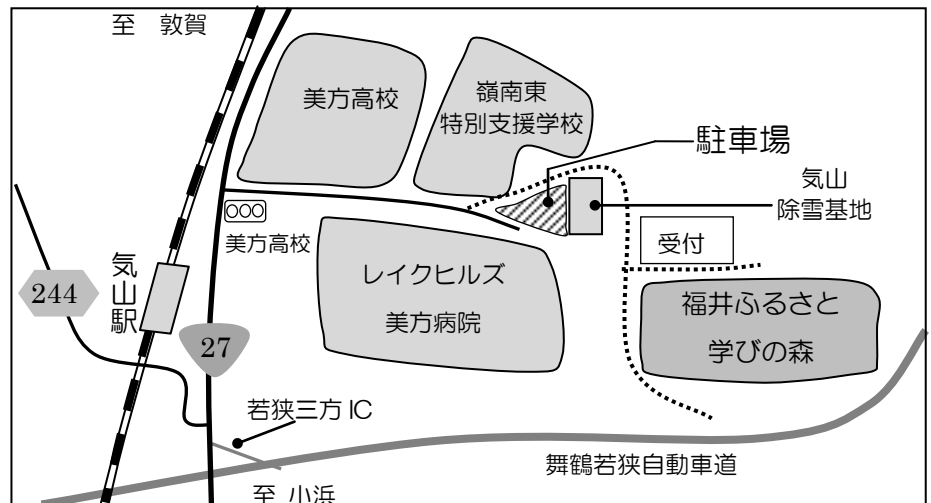 至 敦賀
美方高校
嶺南東
特別支援学校
駐車場
気山
除雪基地
美方高校
受付
レイクヒルズ
美方病院
気山駅
244
27
福井ふるさと
学びの森
若狭三方 IC
舞鶴若狭自動車道
至 小浜